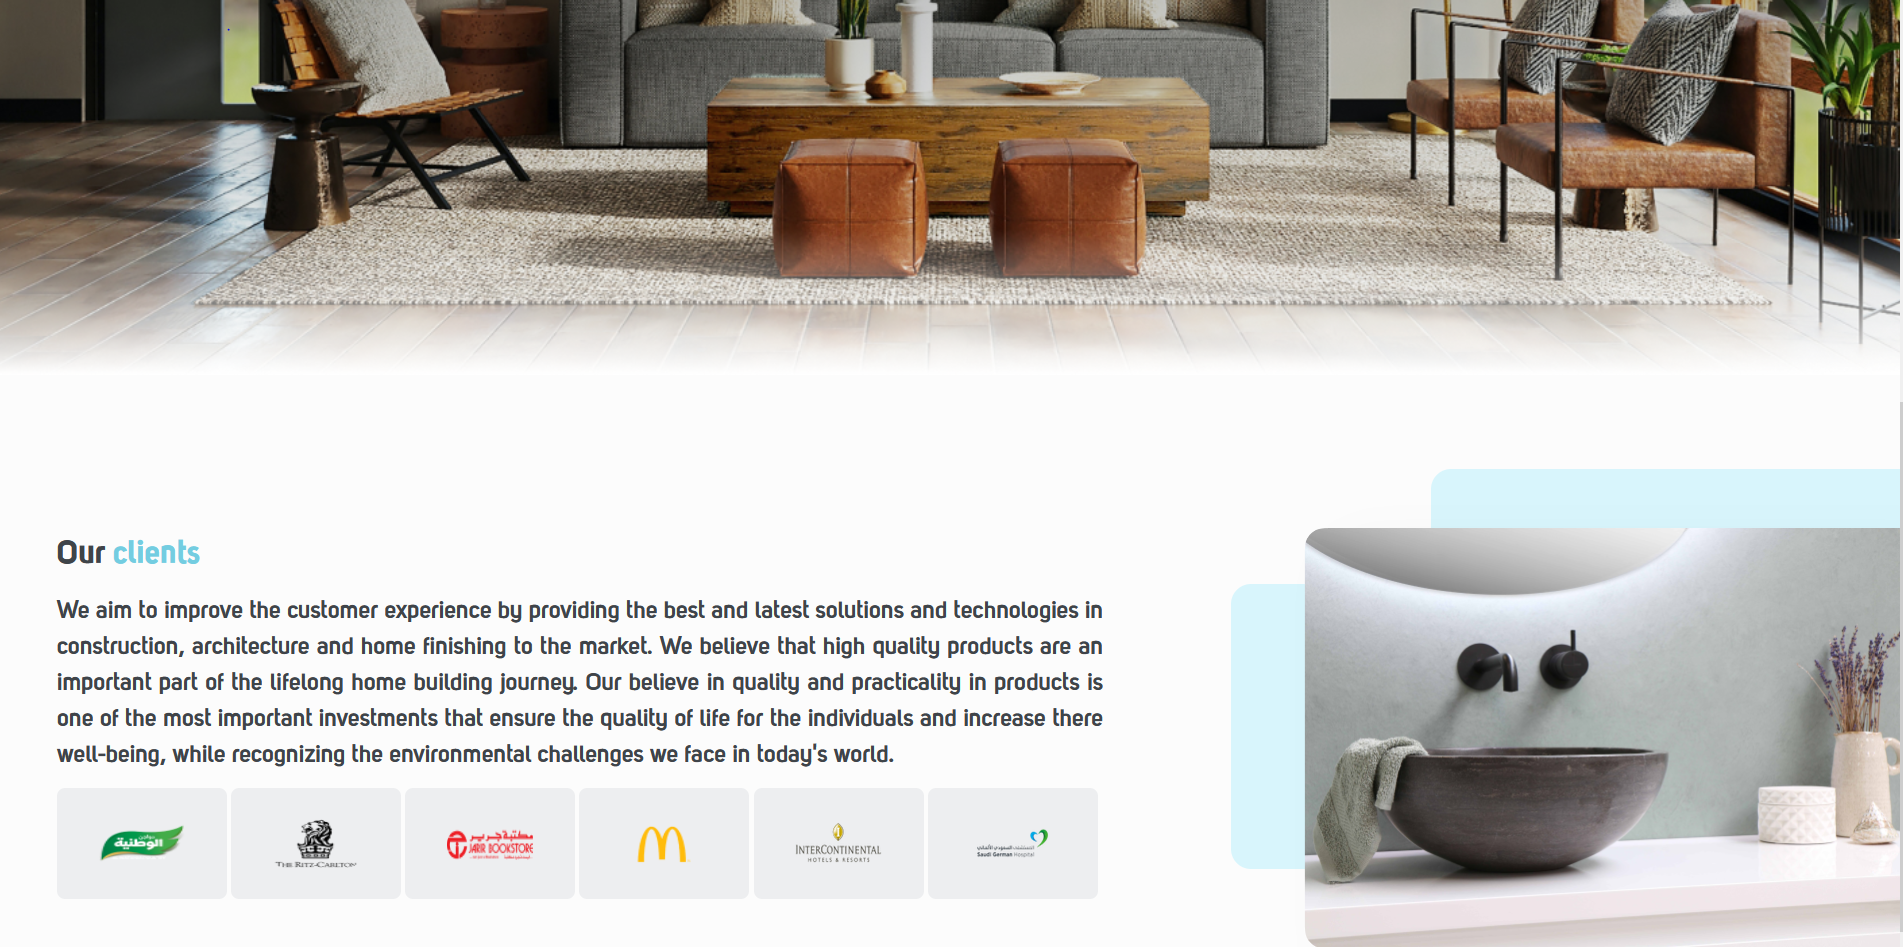 Our clients
We aim to improve the customer experience by providing the best and latest solutions and technologies in
construction, architecture and home finishing to the market. We believe that high quality products are an
important part of the lifelong home building journey. Our believe in quality and practicality in products is
one of the most important investments that ensure the quality of life for the individuals and increase there
well-being, while recognizing the environmental challenges we face in today's world.
الوطنية
THE RITZ-CARLTON
مكتبة جرير
JARIR BOOKSTORE
INTERCONTINENTAL
HOTELS & RESORTS
المستشفى السعودي الألماني
Saudi German Hospital